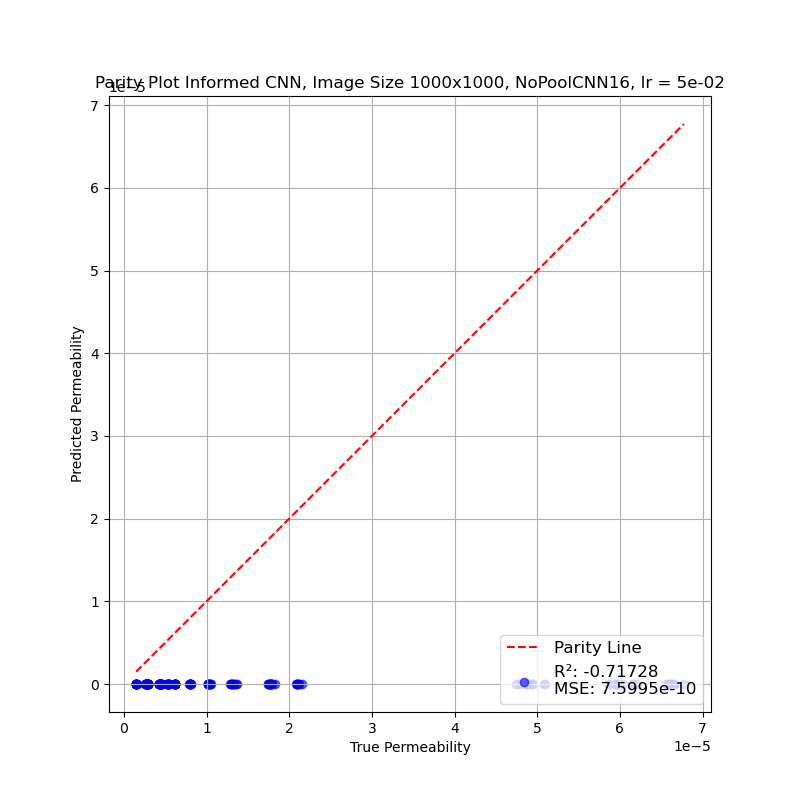 Parity Plot Informed CNN, Image Size 1000x1000, NoPoolCNN16, lr = 5e-02
1e−5
7
6
5
4
3
2
1
0
Predicted Permeability
Parity Line
R²: -0.71728
MSE: 7.5995e-10
0 1 2 3 4 5 6 7
1e−5
True Permeability